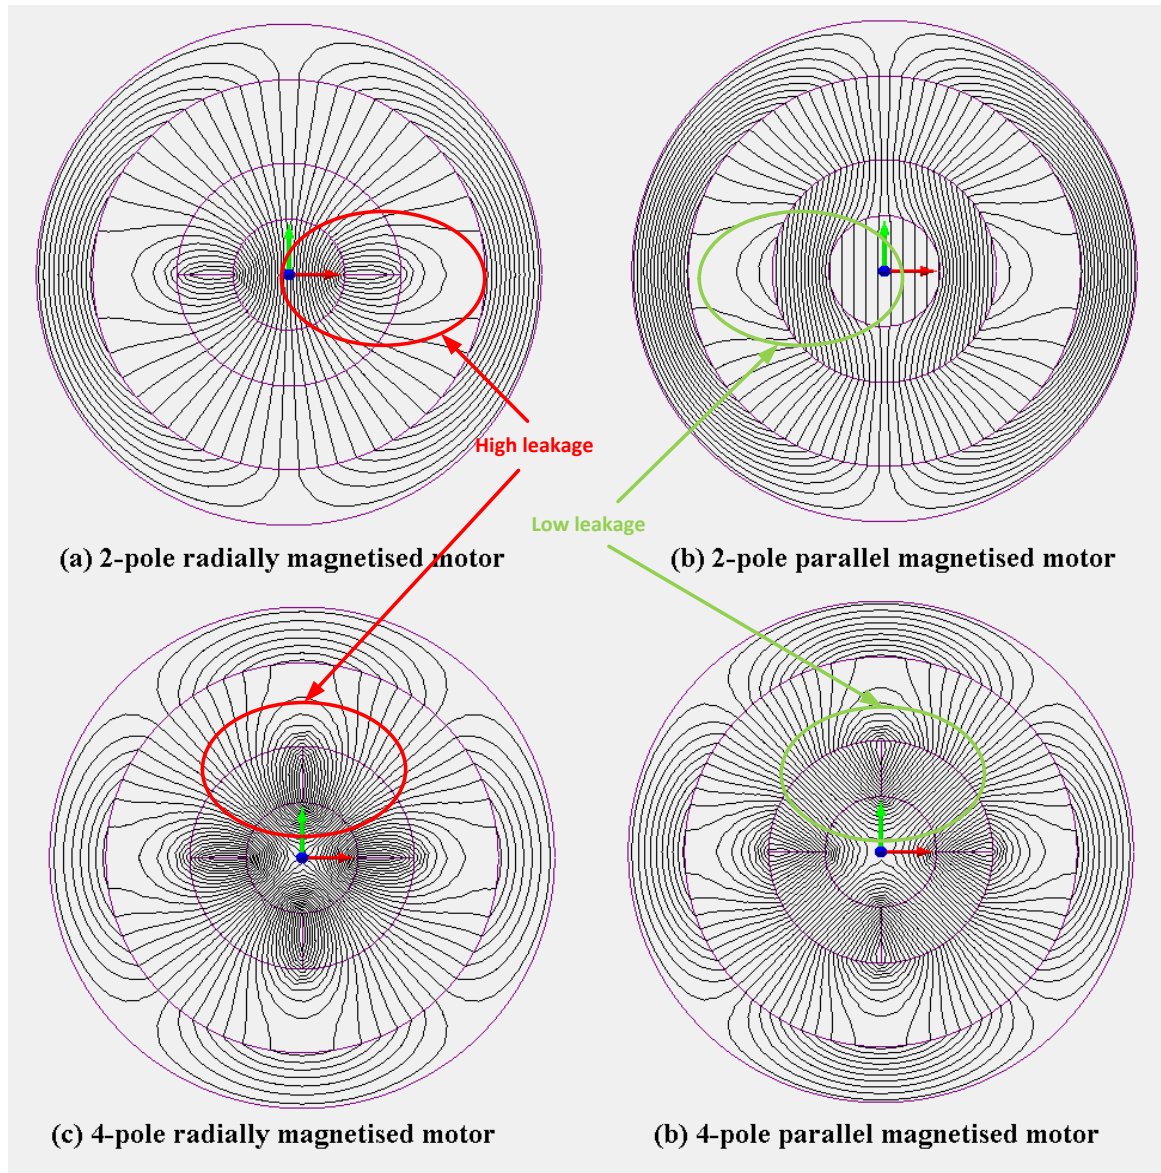 High leakage
Low leakage
(a) 2-pole radially magnetised motor
(b) 2-pole parallel magnetised motor
(c) 4-pole radially magnetised motor
(b) 4-pole parallel magnetised motor